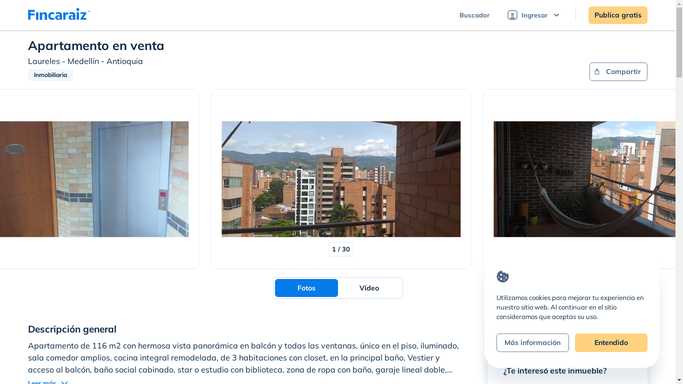 Fincaraiz
Buscador
Ingresar
Publica gratis
Apartamento en venta
Laureles - Medellín - Antioquia
Inmobiliaria
Compartir
1 / 30
Fotos
Video
Utilizamos cookies para mejorar tu experiencia en
nuestro sitio web. Al continuar en el sitio
consideramos que aceptas su uso.
Más información
Entendido
Descripción general
Apartamento de 116 m2 con hermosa vista panorámica en balcón y todas las ventanas, único en el piso, iluminado,
sala comedor amplios, cocina integral remodelada, de 3 habitaciones con closet, en la principal baño, Vestier y
acceso al balcón, baño social cabinado, star o estudio con biblioteca, zona de ropa con baño, garaje lineal doble,...
Leer más
¿Te interesó este inmueble?